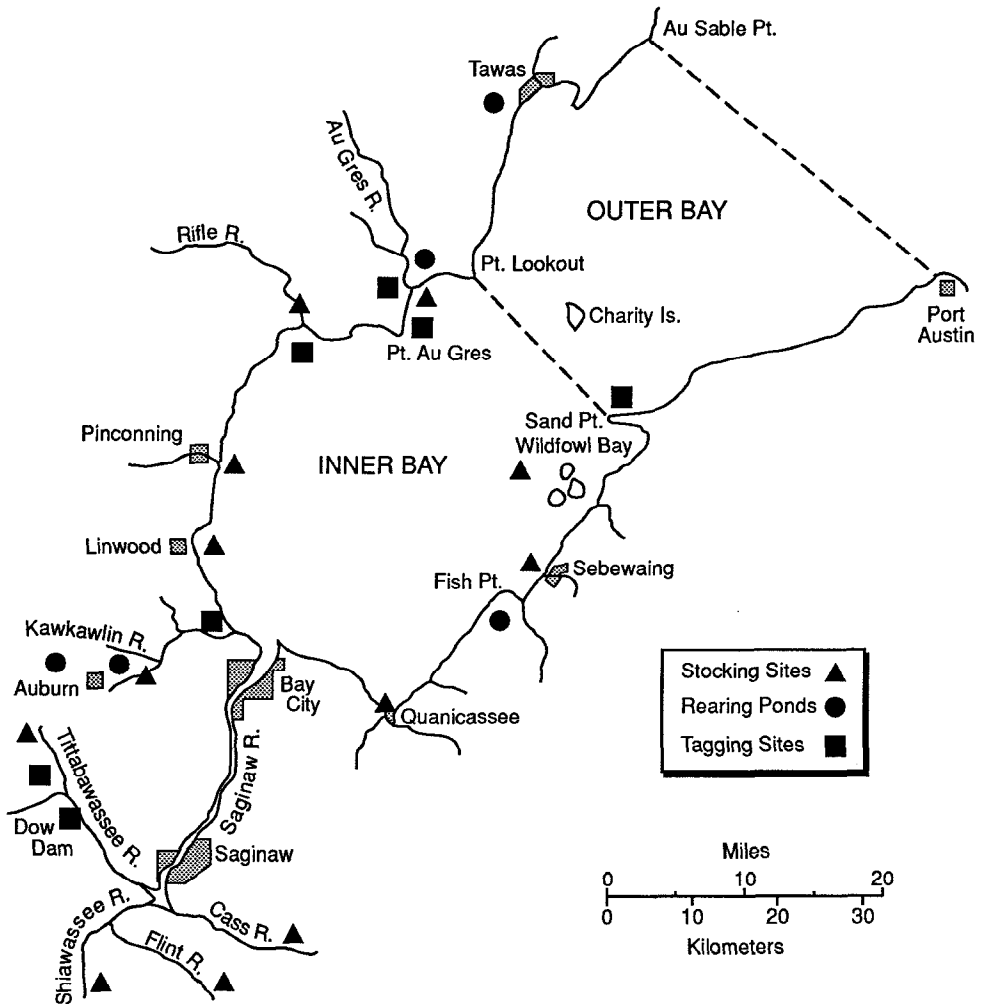 Au Sable Pt.
Tawas
Au Gres R.
OUTER BAY
Rifle R.
Pt. Lookout
Charity Is.
Port
Austin
Pt. Au Gres
Sand Pt.
Wildfowl Bay
Pinconning
INNER BAY
Linwood
Sebewaing
Fish Pt.
Kawkawlin R.
Auburn
Bay
City
Quanicassee
Stocking Sites
Rearing Ponds
Tagging Sites
Tittabawassee R.
Saginaw R.
Dow
Dam
Saginaw
Shiawassee R.
Flint R.
Cass R.
Miles
0 10 20
0 10 20 30
Kilometers